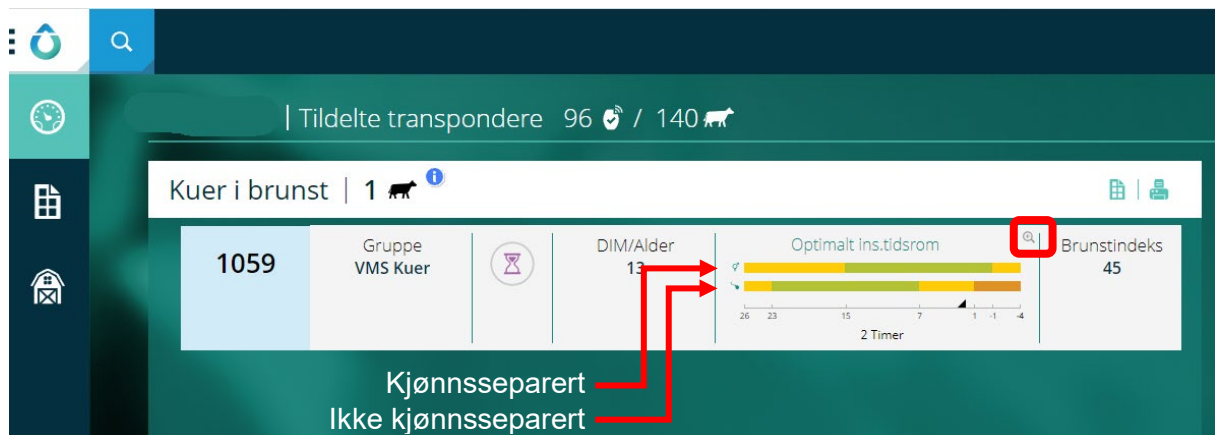 Tildelte transpondere 96 / 140
Kuer i brunst | 1
1059
Gruppe
VMS Kuer
DIM/Alder
13
Optimalt ins.tidsrom
26 23 15 7 1 -1 -4
2 Timer
Brunstindeks
45
Kjønnsseparert
Ikke kjønnsseparert